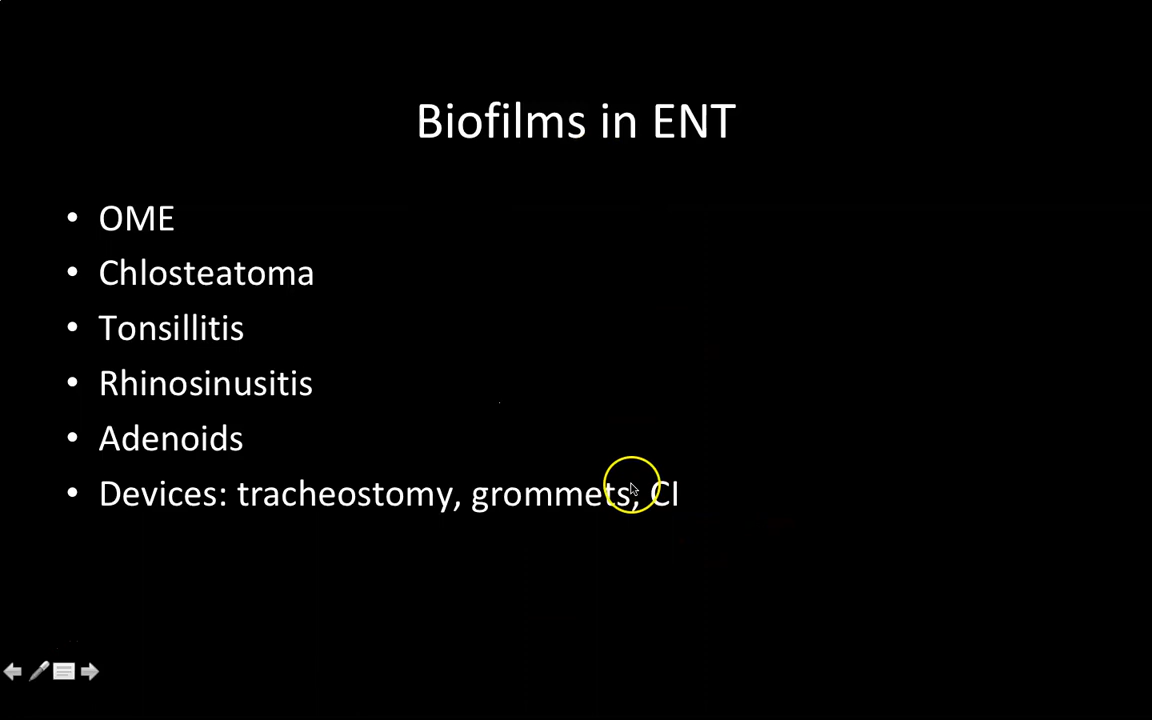 Biofilms in ENT
• OME
• Chlosteatoma
• Tonsillitis
• Rhinosinusitis
• Adenoids
• Devices: tracheostomy, grommets, CI